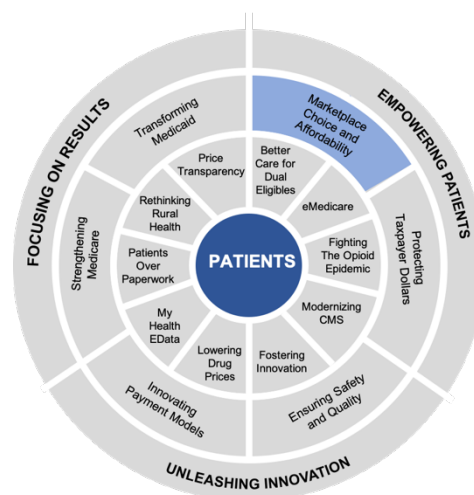 FOCUSING ON RESULTS
EMPOWERING PATIENTS
UNLEASHING INNOVATION
Transforming
Medicaid
Marketplace
Choice and
Affordability
Protecting
Taxpayer Dollars
Ensuring Safety
and Quality
Innovating
Payment Models
Strengthening
Medicare
Price
Transparency
Better
Care for
Dual
Eligibles
eMedicare
Fighting
The Opioid
Epidemic
Modernizing
CMS
Fostering
Innovation
Lowering
Drug
Prices
My
Health
EData
Patients
Over
Paperwork
Rethinking
Rural
Health
PATIENTS